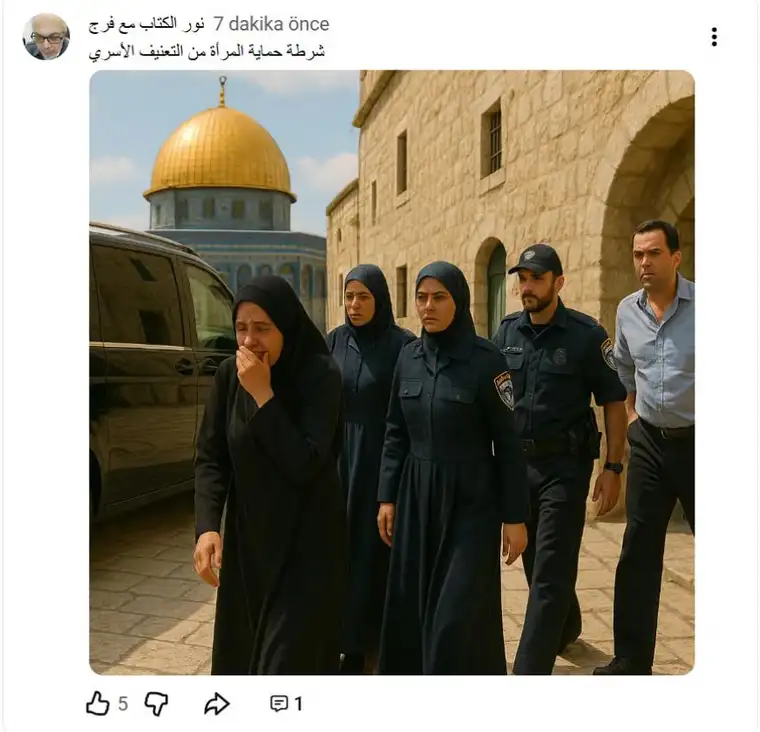 نور الكتاب مع فرج 7 dakika önce
شرطة حماية المرأة من التعنيف الأسري
5
1